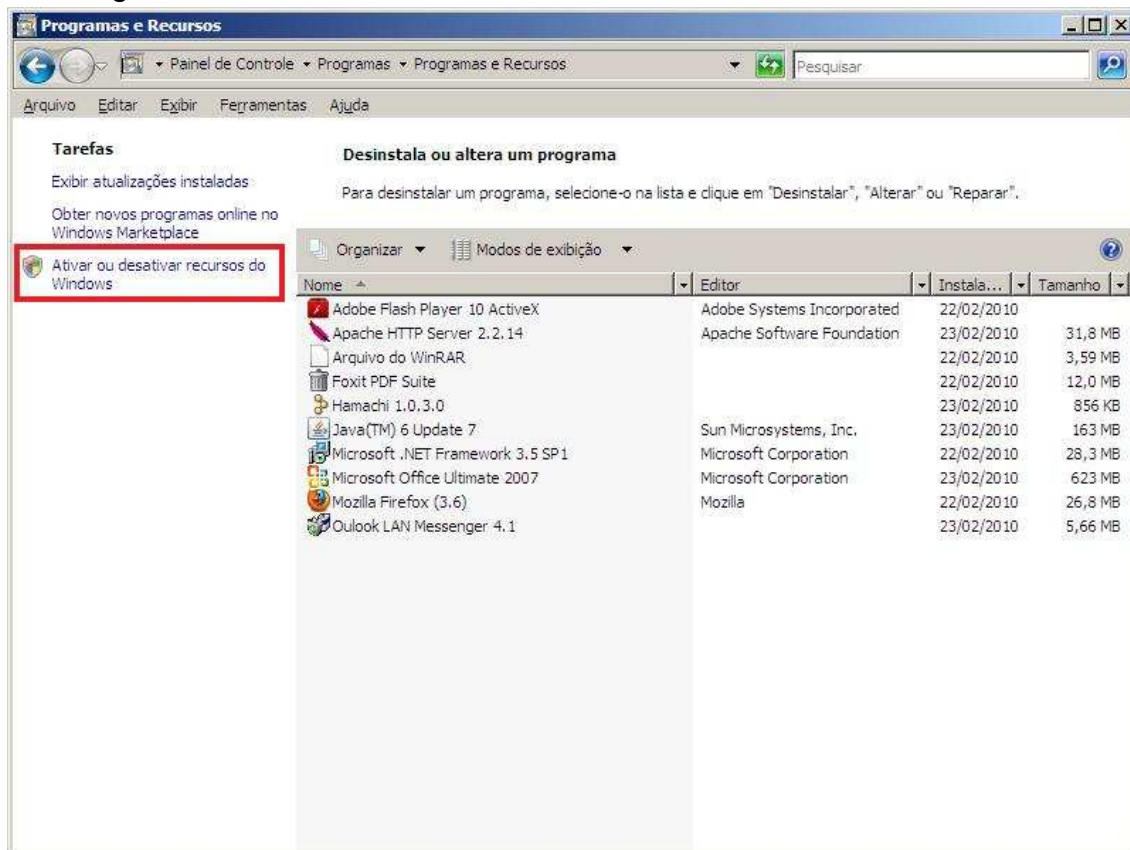 Programas e Recursos
Painel de Controle Programas Programas e Recursos
Pesquisar
Arquivo Editar Exibir Ferramentas Ajuda
Tarefas
Exibir atualizações instaladas
Obter novos programas online no
Windows Marketplace
Ativar ou desativar recursos do
Windows
Desinstala ou altera um programa
Para desinstalar um programa, selecione-o na lista e clique em "Desinstalar", "Alterar" ou "Reparar".
Organizar Modos de exibição
Nome Editor Instala... Tamanho
Adobe Flash Player 10 ActiveX Adobe Systems Incorporated 22/02/2010
Apache HTTP Server 2.2.14 Apache Software Foundation 23/02/2010 31,8 MB
Arquivo do WinRAR 22/02/2010 3,59 MB
Foxit PDF Suite 22/02/2010 12,0 MB
Hamachi 1.0.3.0 23/02/2010 856 KB
Java(TM) 6 Update 7 Sun Microsystems, Inc. 23/02/2010 163 MB
Microsoft .NET Framework 3.5 SP1 Microsoft Corporation 22/02/2010 28,3 MB
Microsoft Office Ultimate 2007 Microsoft Corporation 23/02/2010 623 MB
Mozilla Firefox (3.6) Mozilla 22/02/2010 26,8 MB
Oulook LAN Messenger 4.1 23/02/2010 5,66 MB